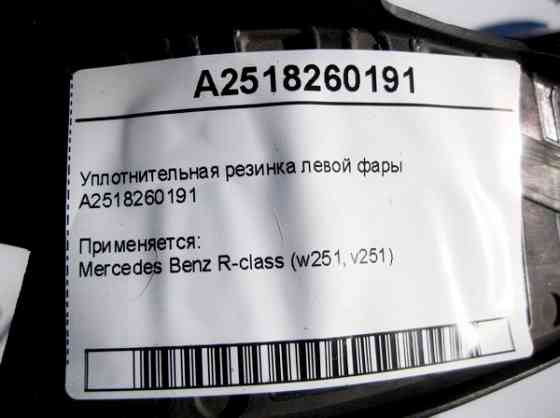 A2518260191
Уплотнительная резинка левой фары
A2518260191
Применяется:
Mercedes Benz R-class (w251, v251)